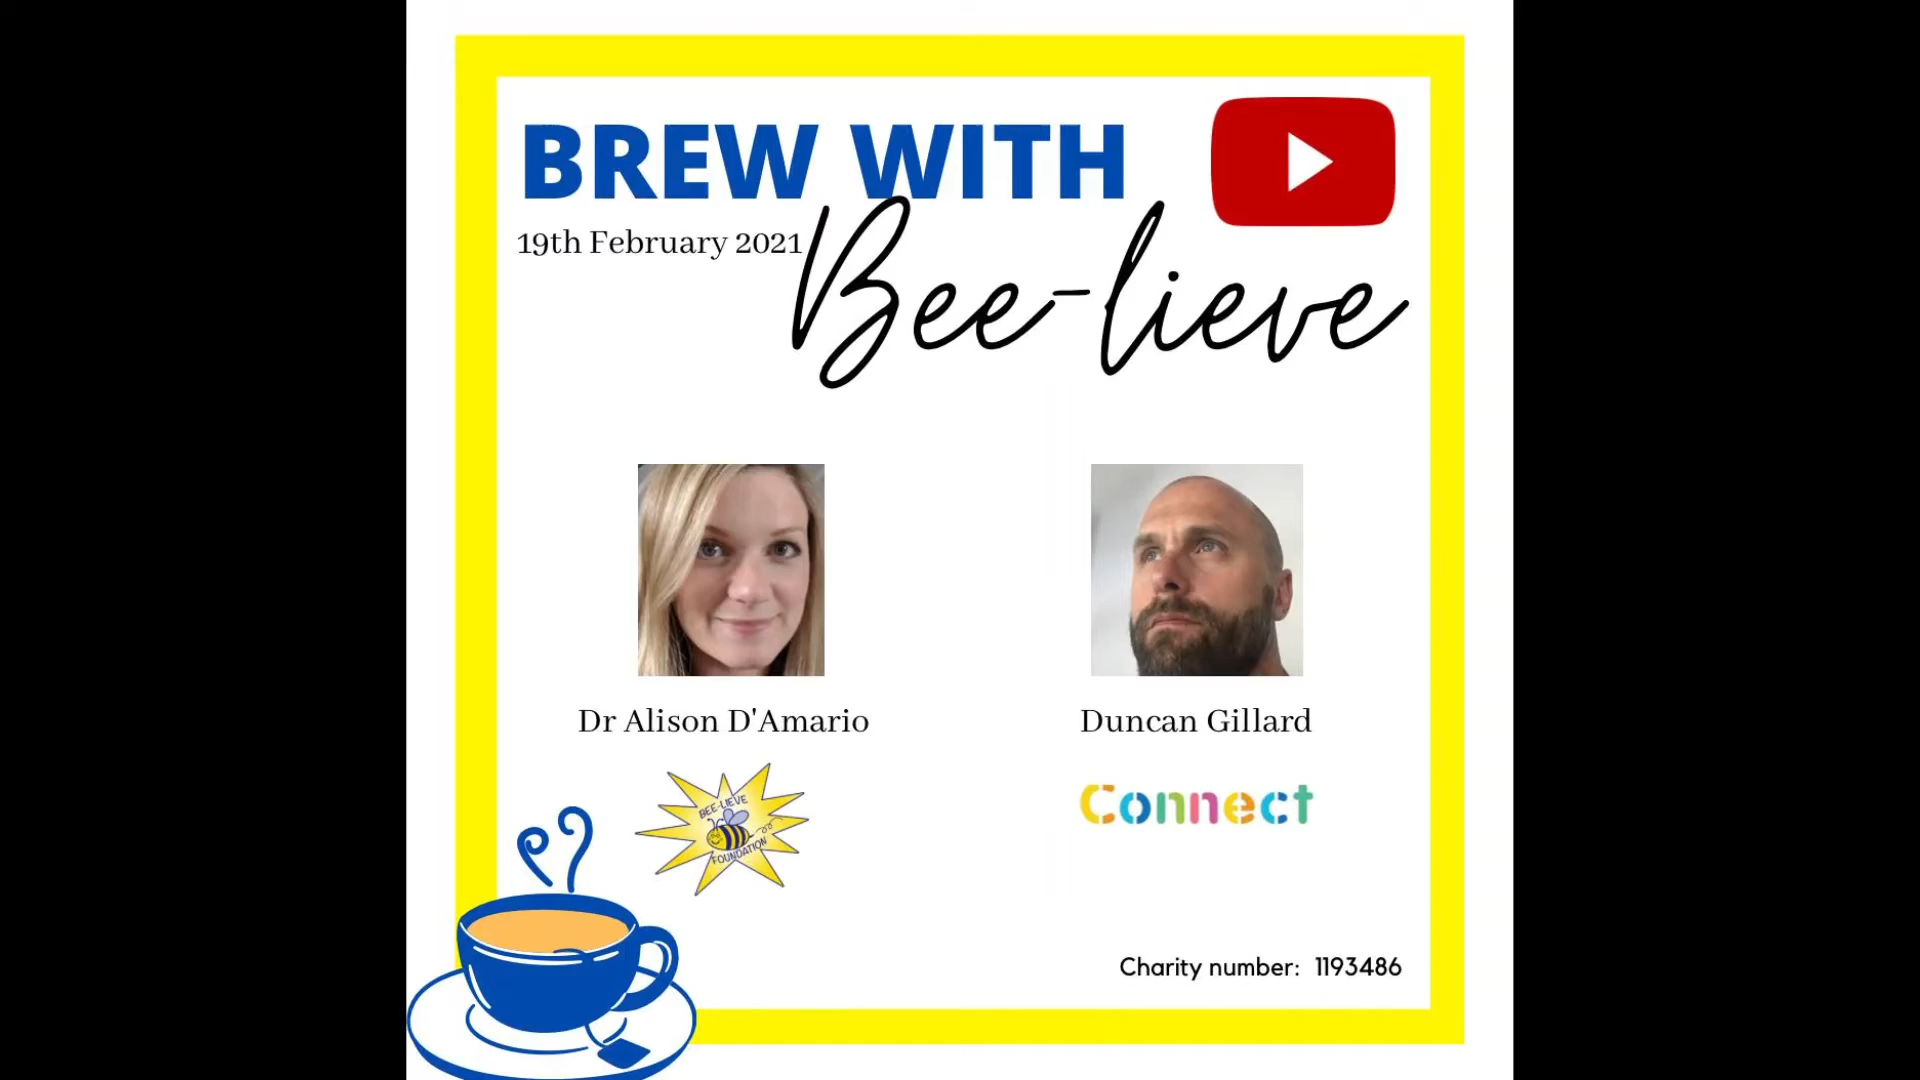 BREW WITH
19th February 2021
Bee-lieve
Dr Alison D'Amario
Duncan Gillard
BEE-LIEVE
FOUNDATION
Connect
Charity number: 1193486